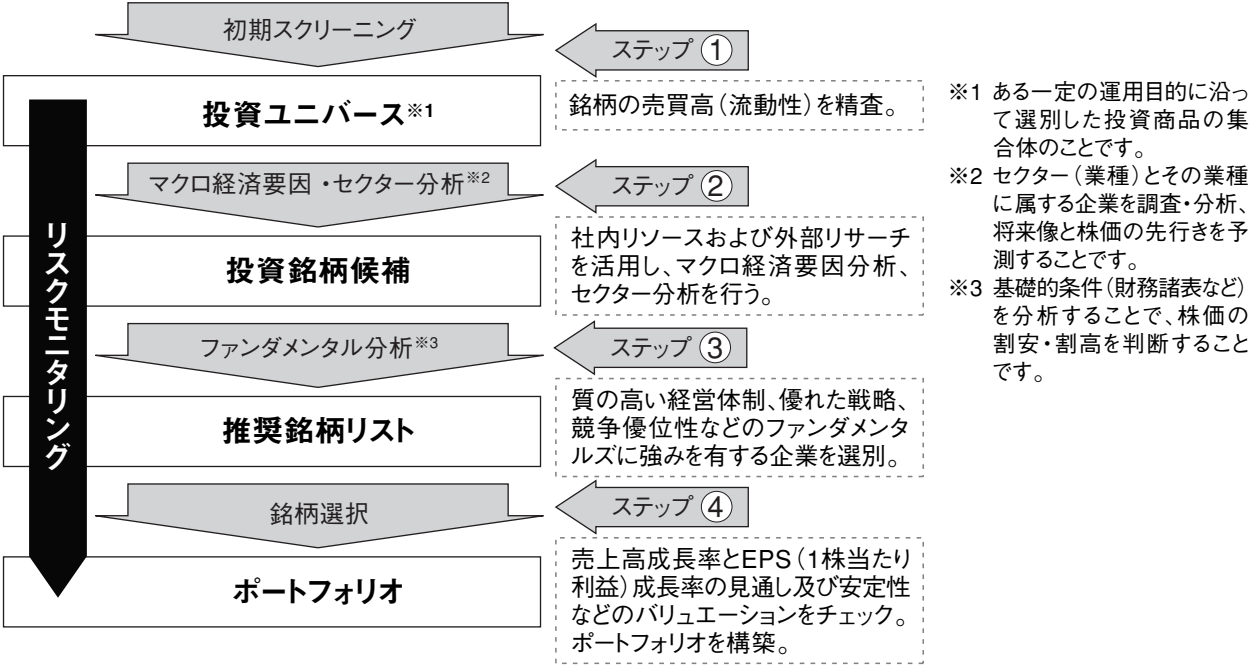 初期スクリーニング
ステップ ①
投資ユニバース※1
銘柄の売買高（流動性）を精査。
マクロ経済要因・セクター分析※2
ステップ ②
投資銘柄候補
社内リソースおよび外部リサーチ
を活用し、マクロ経済要因分析、
セクター分析を行う。
ファンダメンタル分析※3
ステップ ③
推奨銘柄リスト
質の高い経営体制、優れた戦略、
競争優位性などのファンダメンタ
ルズに強みを有する企業を選別。
銘柄選択
ステップ ④
ポートフォリオ
売上高成長率とEPS（1株当たり
利益）成長率の見通し及び安定性
などのバリュエーションをチェック。
ポートフォリオを構築。
リスクモニタリング
※1 ある一定の運用目的に沿っ
て選別した投資商品の集
合体のことです。
※2 セクター（業種）とその業種
に属する企業を調査・分析、
将来像と株価の先行きを予
測することです。
※3 基礎的条件（財務諸表など）
を分析することで、株価の
割安・割高を判断すること
です。